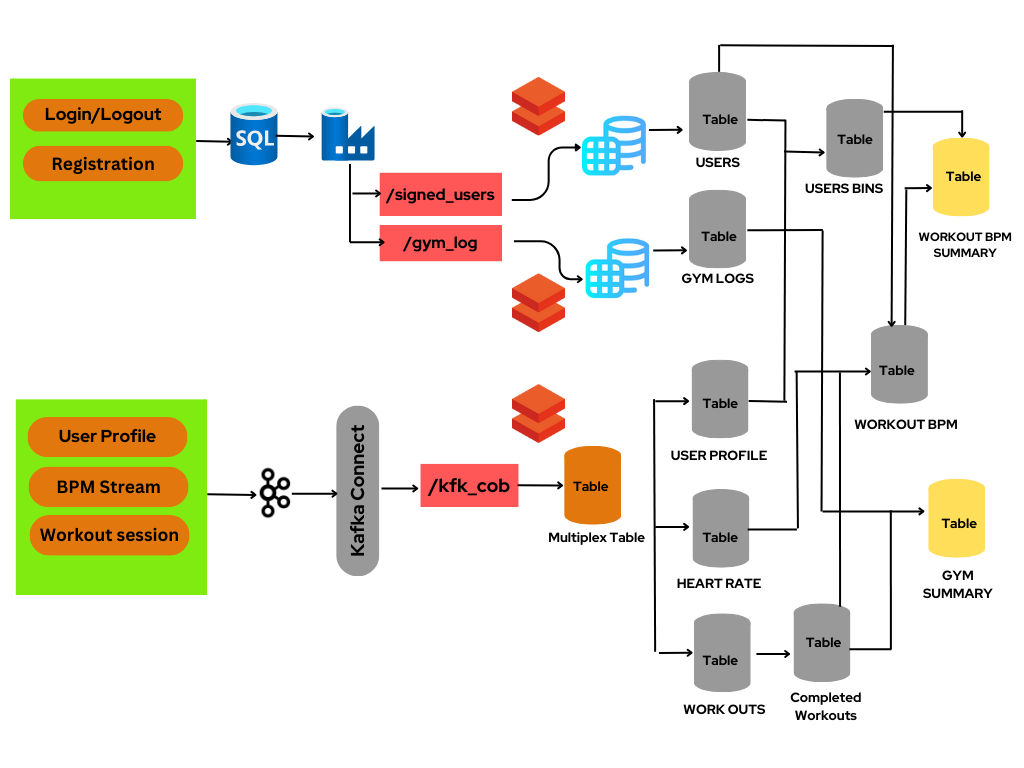 Login/Logout
Registration
SQL
/signed_users
/gym_log
Table
USERS
Table
GYM LOGS
Table
USERS BINS
Table
WORKOUT BPM
SUMMARY
Table
WORKOUT BPM
User Profile
BPM Stream
Workout session
Kafka Connect
/kfk_cob
Table
Multiplex Table
Table
USER PROFILE
Table
HEART RATE
Table
WORK OUTS
Table
Completed
Workouts
Table
GYM
SUMMARY